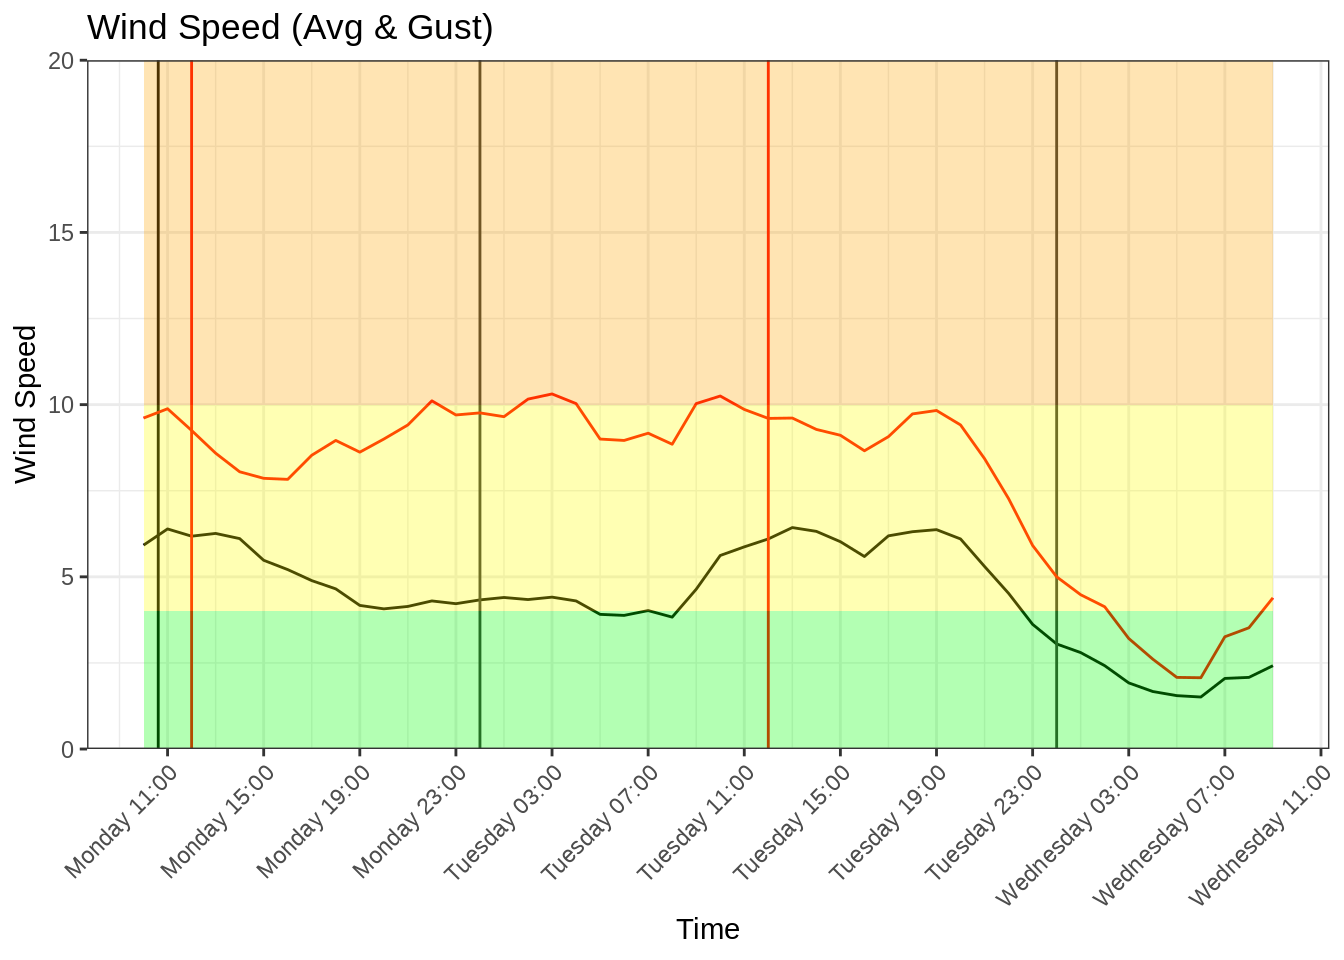 Wind Speed (Avg & Gust)
Wind Speed
20
15
10
5
0
Monday 11:00
Monday 15:00
Monday 19:00
Monday 23:00
Tuesday 03:00
Tuesday 07:00
Tuesday 11:00
Tuesday 15:00
Tuesday 19:00
Tuesday 23:00
Wednesday 03:00
Wednesday 07:00
Wednesday 11:00
Time